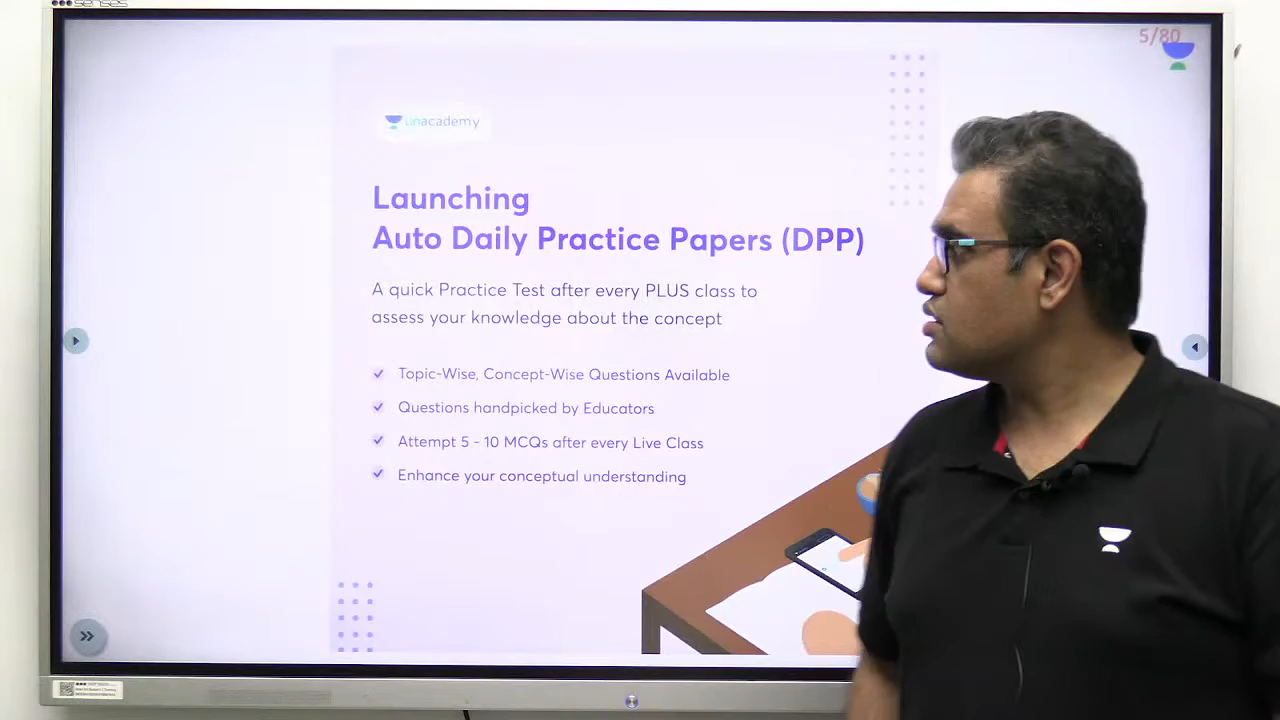 senses
5/80
unacademy
Launching
Auto Daily Practice Papers (DPP)
A quick Practice Test after every PLUS class to
assess your knowledge about the concept
Topic-Wise, Concept-Wise Questions Available
Questions handpicked by Educators
Attempt 5 - 10 MCQs after every Live Class
Enhance your conceptual understanding